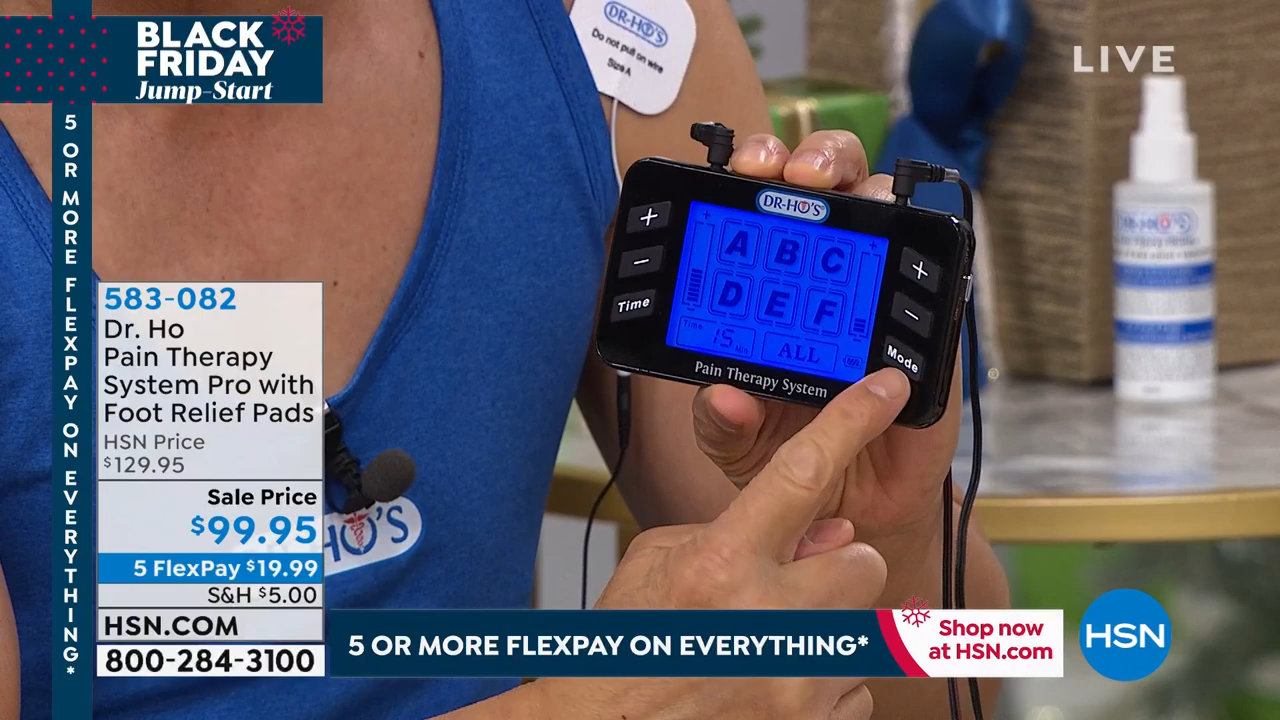 BLACK
FRIDAY
Jump-Start
5 OR MORE FLEXPAY ON EVERYTHING*
583-082
Dr. Ho
Pain Therapy
System Pro with
Foot Relief Pads
HSN Price
$129.95
Sale Price
$99.95
5 FlexPay $19.99
S&H $5.00
HSN.COM
800-284-3100
DR-HO'S
Do not pull on wire
Size A
LIVE
DR-HO'S
+
+
−
−
Time
Mode
+
+
A B C
D E F
Time
15 Min
ALL
Pain Therapy System
DR-HO'S
HO'S
5 OR MORE FLEXPAY ON EVERYTHING*
Shop now
at HSN.com
HSN